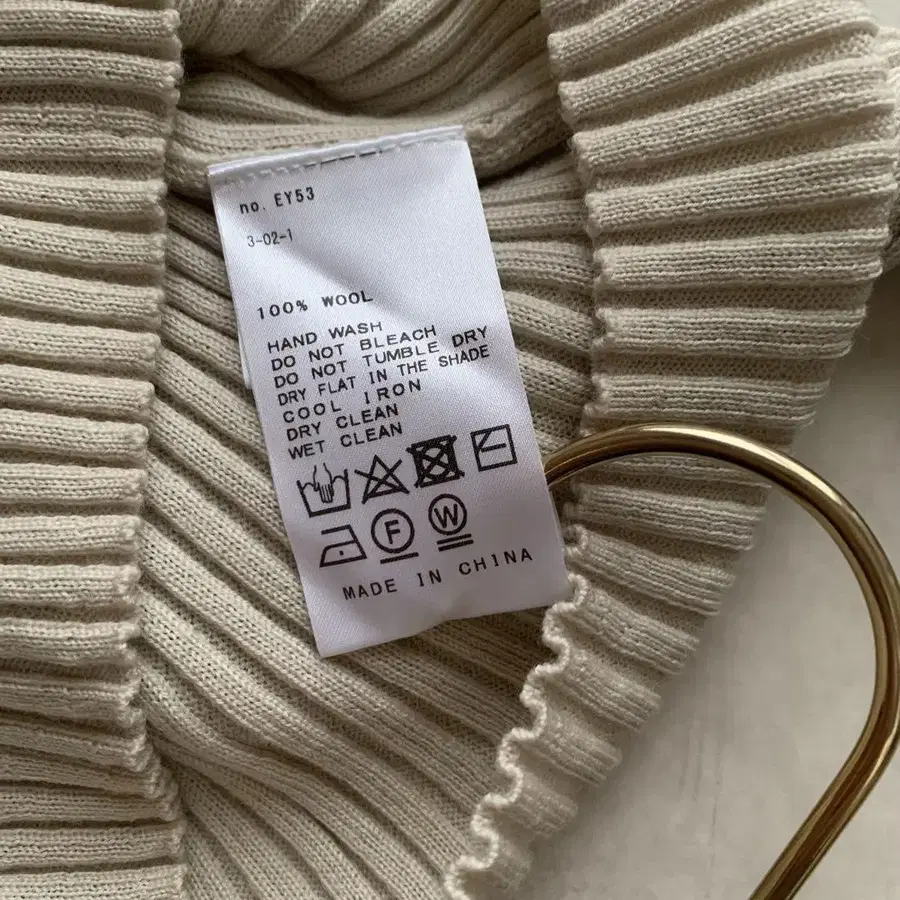 no. EY53
3-02-1
100% WOOL
HAND WASH
DO NOT BLEACH
DO NOT TUMBLE DRY
DRY FLAT IN THE SHADE
COOL IRON
DRY CLEAN
WET CLEAN
F
W
MADE IN CHINA